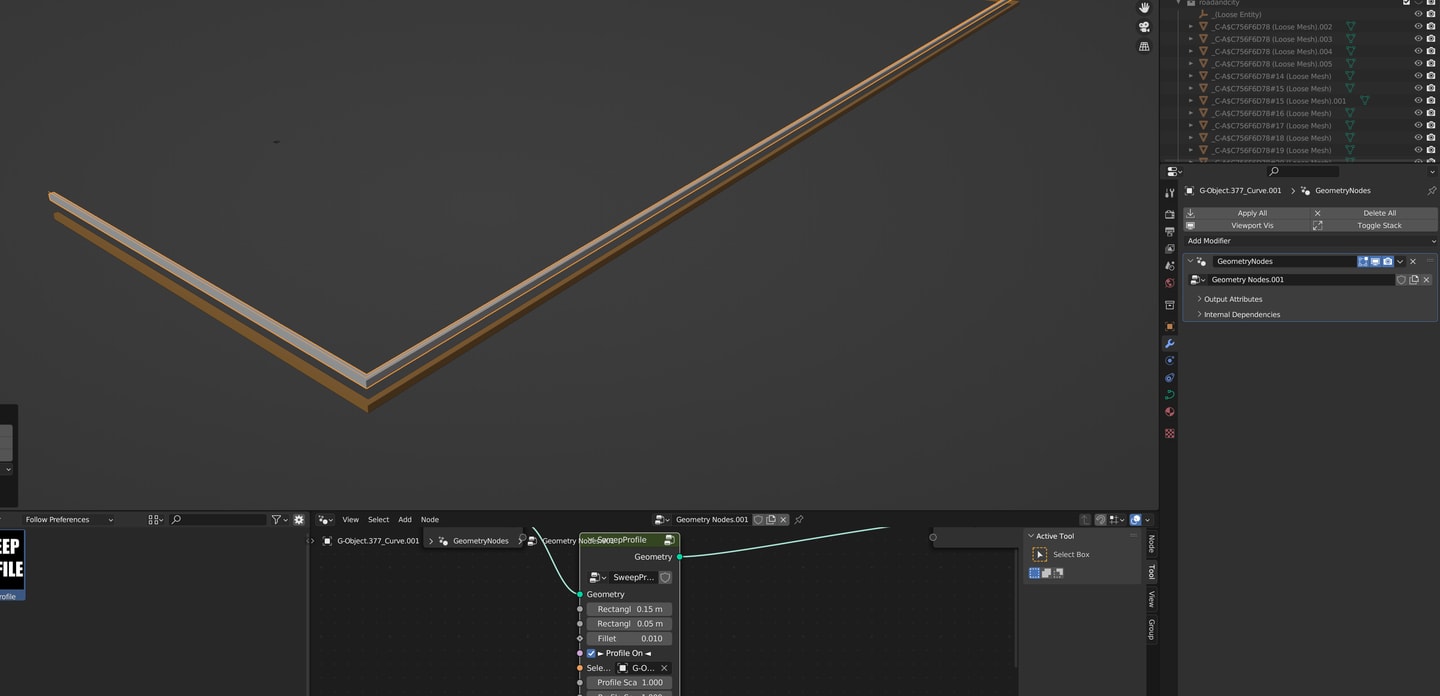 roadandcity
_(Loose Entity)
_C-A$C756F6D78 (Loose Mesh).002
_C-A$C756F6D78 (Loose Mesh).003
_C-A$C756F6D78 (Loose Mesh).004
_C-A$C756F6D78 (Loose Mesh).005
_C-A$C756F6D78#14 (Loose Mesh)
_C-A$C756F6D78#15 (Loose Mesh)
_C-A$C756F6D78#15 (Loose Mesh).001
_C-A$C756F6D78#16 (Loose Mesh)
_C-A$C756F6D78#17 (Loose Mesh)
_C-A$C756F6D78#18 (Loose Mesh)
_C-A$C756F6D78#19 (Loose Mesh)
G-Object.377_Curve.001 > GeometryNodes
Apply All
Delete All
Viewport Vis
Toggle Stack
Add Modifier
GeometryNodes
Geometry Nodes.001
Output Attributes
Internal Dependencies
Follow Preferences
EEP
FILE
ofile
View Select Add Node
Geometry Nodes.001
G-Object.377_Curve.001 > GeometryNodes >
SweepProfile
Geometry
SweepPr...
Geometry
Rectangl 0.15 m
Rectangl 0.05 m
Fillet 0.010
► Profile On ◄
Sele... G-O...
Profile Sca 1.000
Active Tool
Select Box
Node
Tool
View
Group